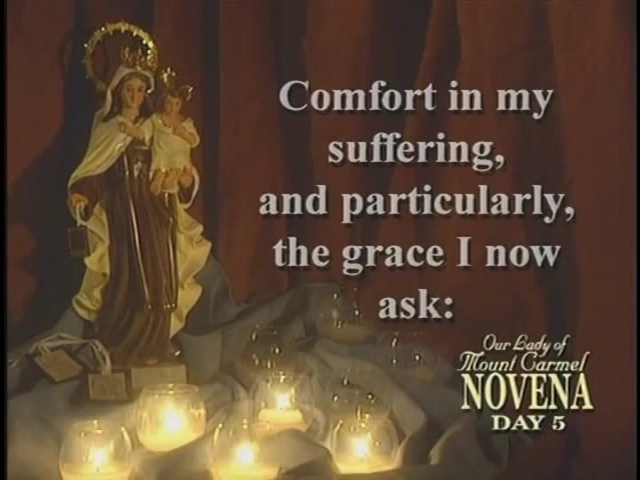 Comfort in my
suffering,
and particularly,
the grace I now
ask:
Our Lady of
Mount Carmel
NOVENA
DAY 5